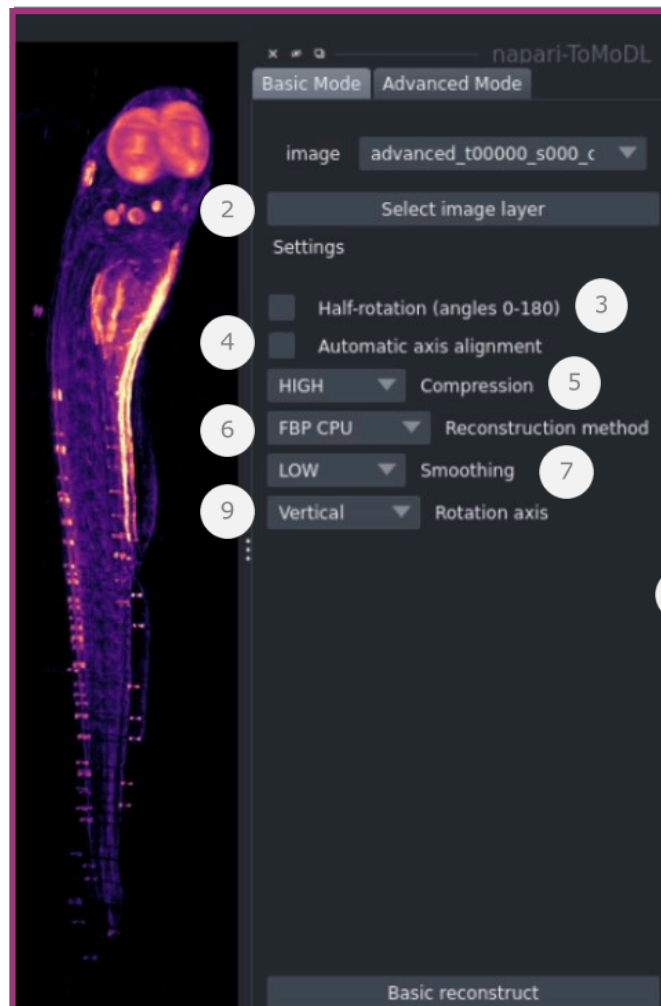 napari-ToMoDL
Basic Mode Advanced Mode
image advanced_t00000_s000_c
2 Select image layer
Settings
Half-rotation (angles 0-180) 3
4 Automatic axis alignment
HIGH Compression 5
6 FBP CPU Reconstruction method
LOW Smoothing 7
9 Vertical Rotation axis
Basic reconstruct